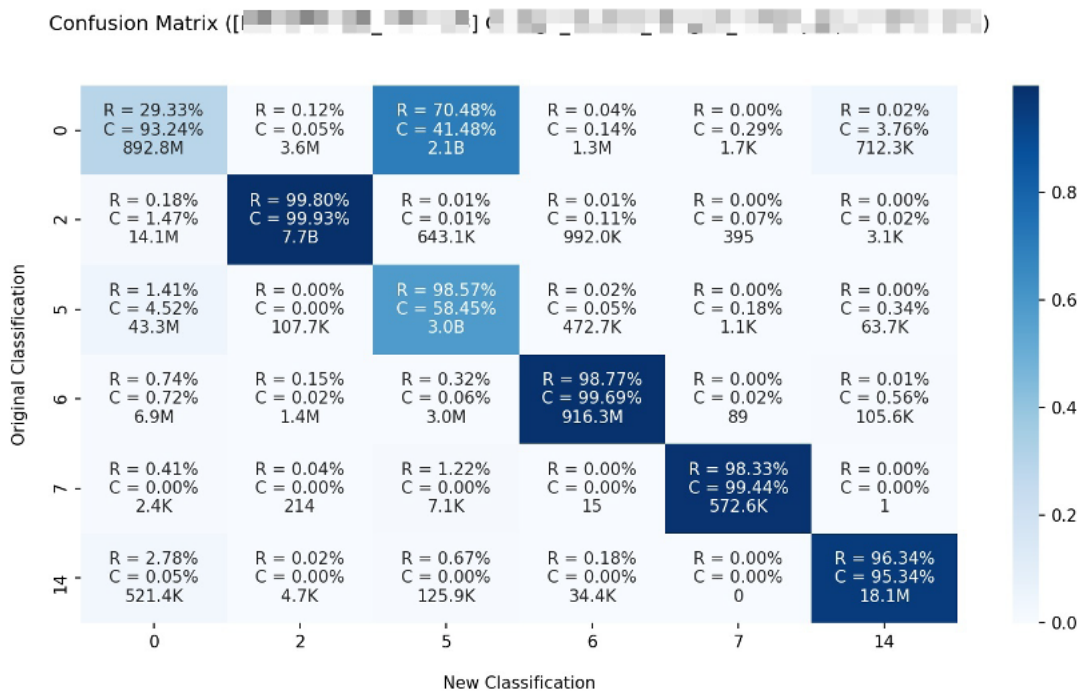 Confusion Matrix ([
]
)
R = 29.33% R = 0.12% R = 70.48% R = 0.04% R = 0.00% R = 0.02%
0 C = 93.24% C = 0.05% C = 41.48% C = 0.14% C = 0.29% C = 3.76%
892.8M 3.6M 2.1B 1.3M 1.7K 712.3K
R = 0.18% R = 99.80% R = 0.01% R = 0.01% R = 0.00% R = 0.00%
2 C = 1.47% C = 99.93% C = 0.01% C = 0.11% C = 0.07% C = 0.02%
14.1M 7.7B 643.1K 992.0K 395 3.1K
R = 1.41% R = 0.00% R = 98.57% R = 0.02% R = 0.00% R = 0.00%
5 C = 4.52% C = 0.00% C = 58.45% C = 0.05% C = 0.18% C = 0.34%
43.3M 107.7K 3.0B 472.7K 1.1K 63.7K
R = 0.74% R = 0.15% R = 0.32% R = 98.77% R = 0.00% R = 0.01%
6 C = 0.72% C = 0.02% C = 0.06% C = 99.69% C = 0.02% C = 0.56%
6.9M 1.4M 3.0M 916.3M 89 105.6K
R = 0.41% R = 0.04% R = 1.22% R = 0.00% R = 98.33% R = 0.00%
7 C = 0.00% C = 0.00% C = 0.00% C = 0.00% C = 99.44% C = 0.00%
2.4K 214 7.1K 15 572.6K 1
R = 2.78% R = 0.02% R = 0.67% R = 0.18% R = 0.00% R = 96.34%
14 C = 0.05% C = 0.00% C = 0.00% C = 0.00% C = 0.00% C = 95.34%
521.4K 4.7K 125.9K 34.4K 0 18.1M
0 2 5 6 7 14
Original Classification
New Classification
0.8
0.6
0.4
0.2
0.0